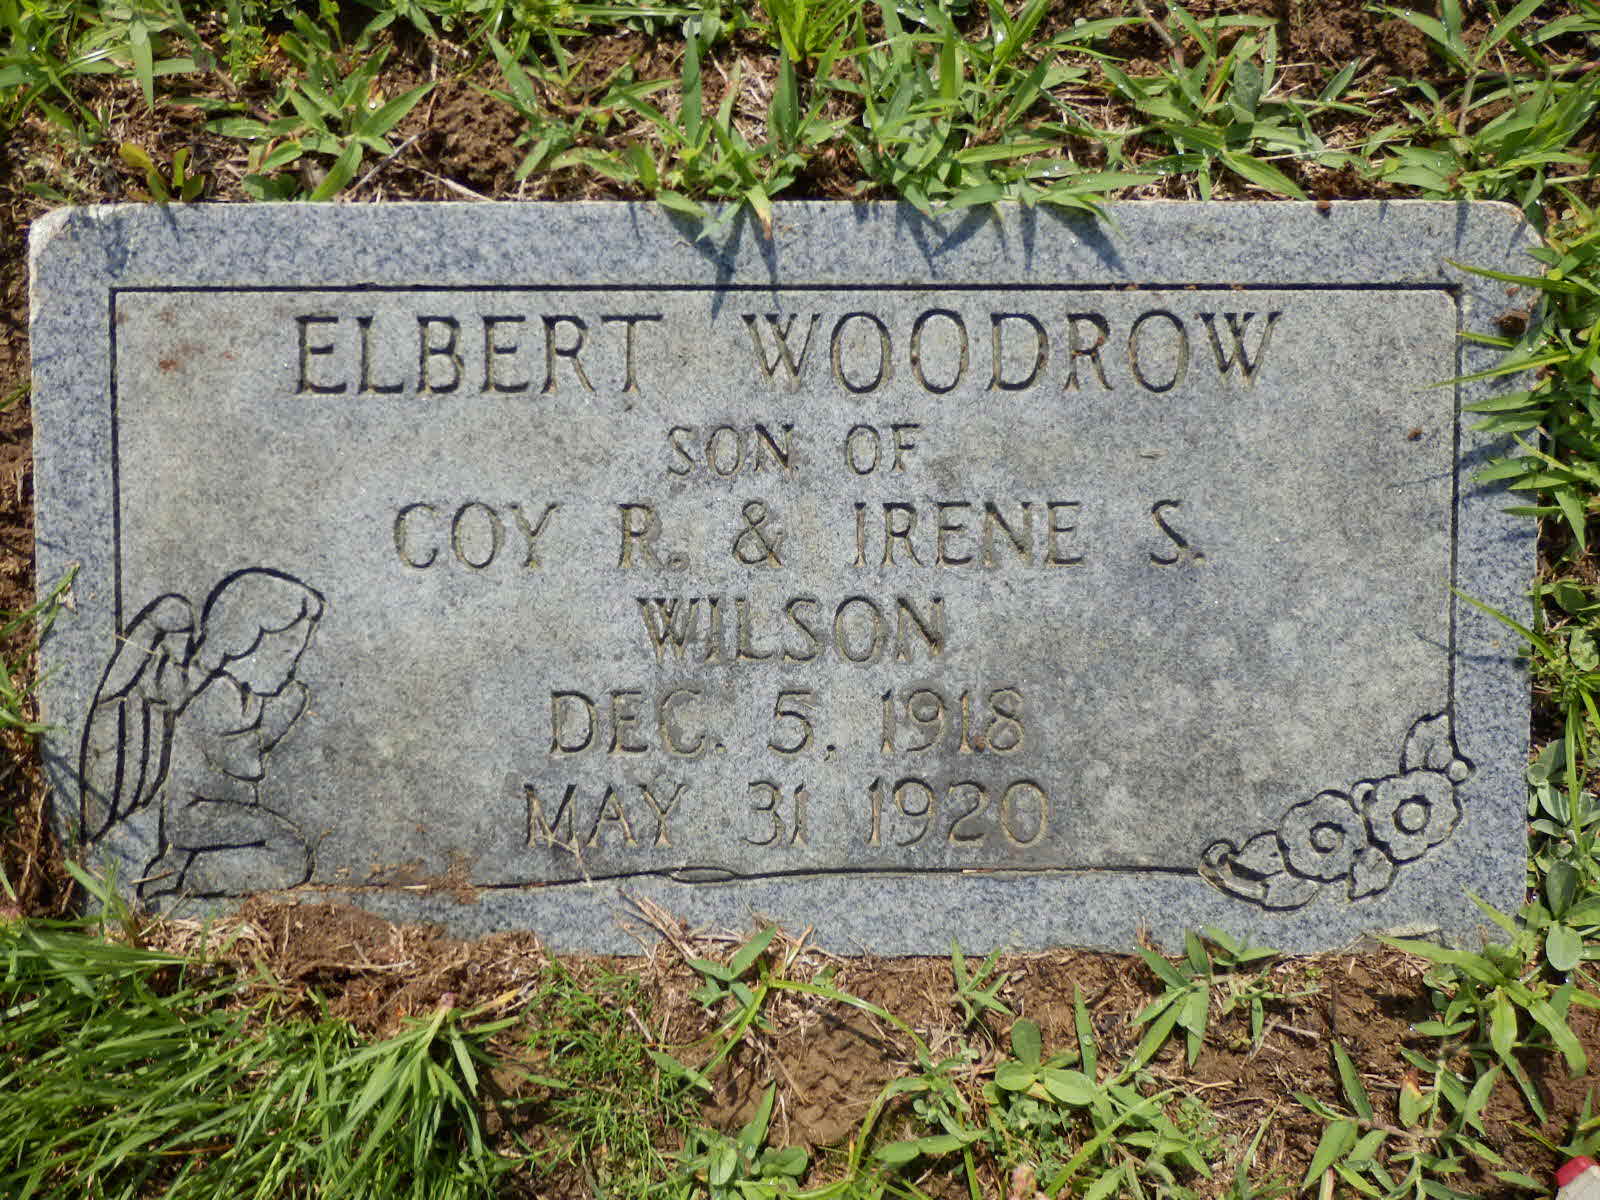 ELBERT WOODROW
SON OF
COY R. & IRENE S.
WILSON
DEC. 5, 1918
MAY 31 1920